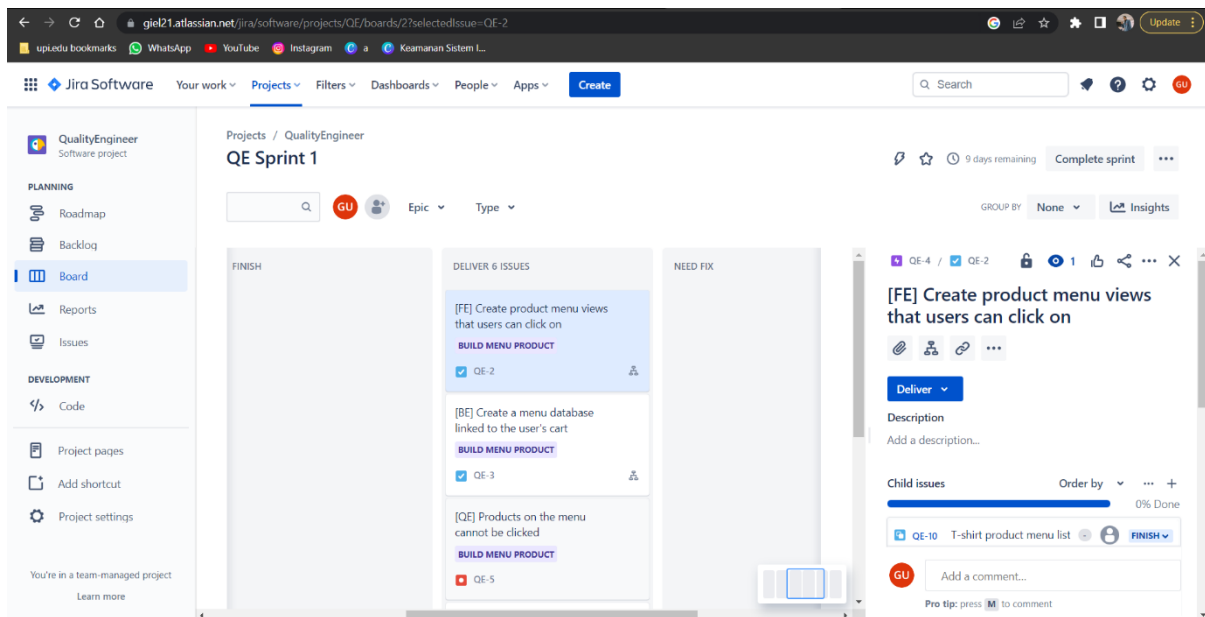 giel21.atlassian.net/jira/software/projects/QE/boards/2?selectedIssue=QE-2
Update
upi.edu bookmarks
WhatsApp
YouTube
Instagram
a
Keamanan Sistem I...
Jira Software
Your work
Projects
Filters
Dashboards
People
Apps
Create
Search
GU
QualityEngineer
Software project
PLANNING
Roadmap
Backlog
Board
Reports
Issues
DEVELOPMENT
Code
Project pages
Add shortcut
Project settings
You're in a team-managed project
Learn more
Projects / QualityEngineer
QE Sprint 1
9 days remaining
Complete sprint
GU
Epic
Type
GROUP BY
None
Insights
FINISH
DELIVER 6 ISSUES
[FE] Create product menu views
that users can click on
BUILD MENU PRODUCT
QE-2
[BE] Create a menu database
linked to the user's cart
BUILD MENU PRODUCT
QE-3
[QE] Products on the menu
cannot be clicked
BUILD MENU PRODUCT
QE-5
NEED FIX
QE-4 / QE-2
1
[FE] Create product menu views
that users can click on
Deliver
Description
Add a description...
Child issues
Order by
0% Done
QE-10 T-shirt product menu list - FINISH
GU
Add a comment...
Pro tip: press M to comment